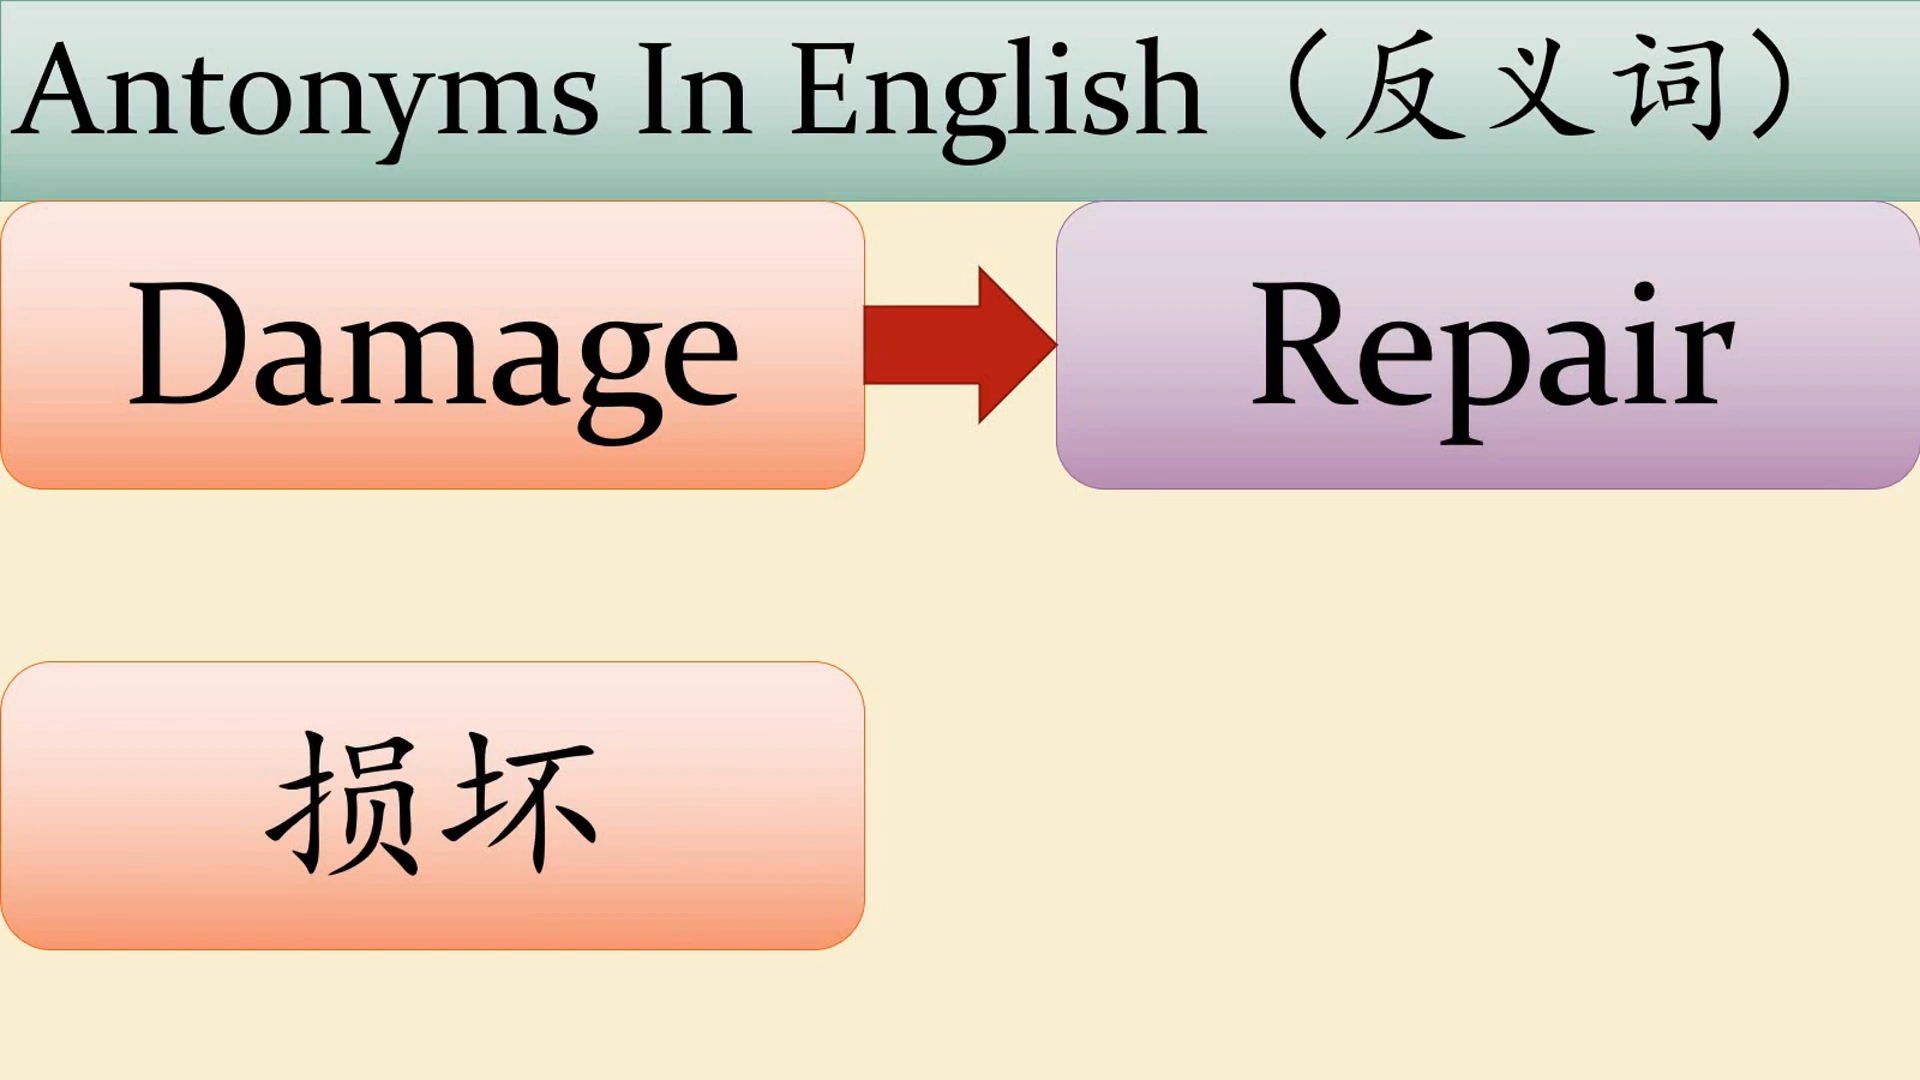 Antonyms In English（反义词）
Damage
Repair
损坏